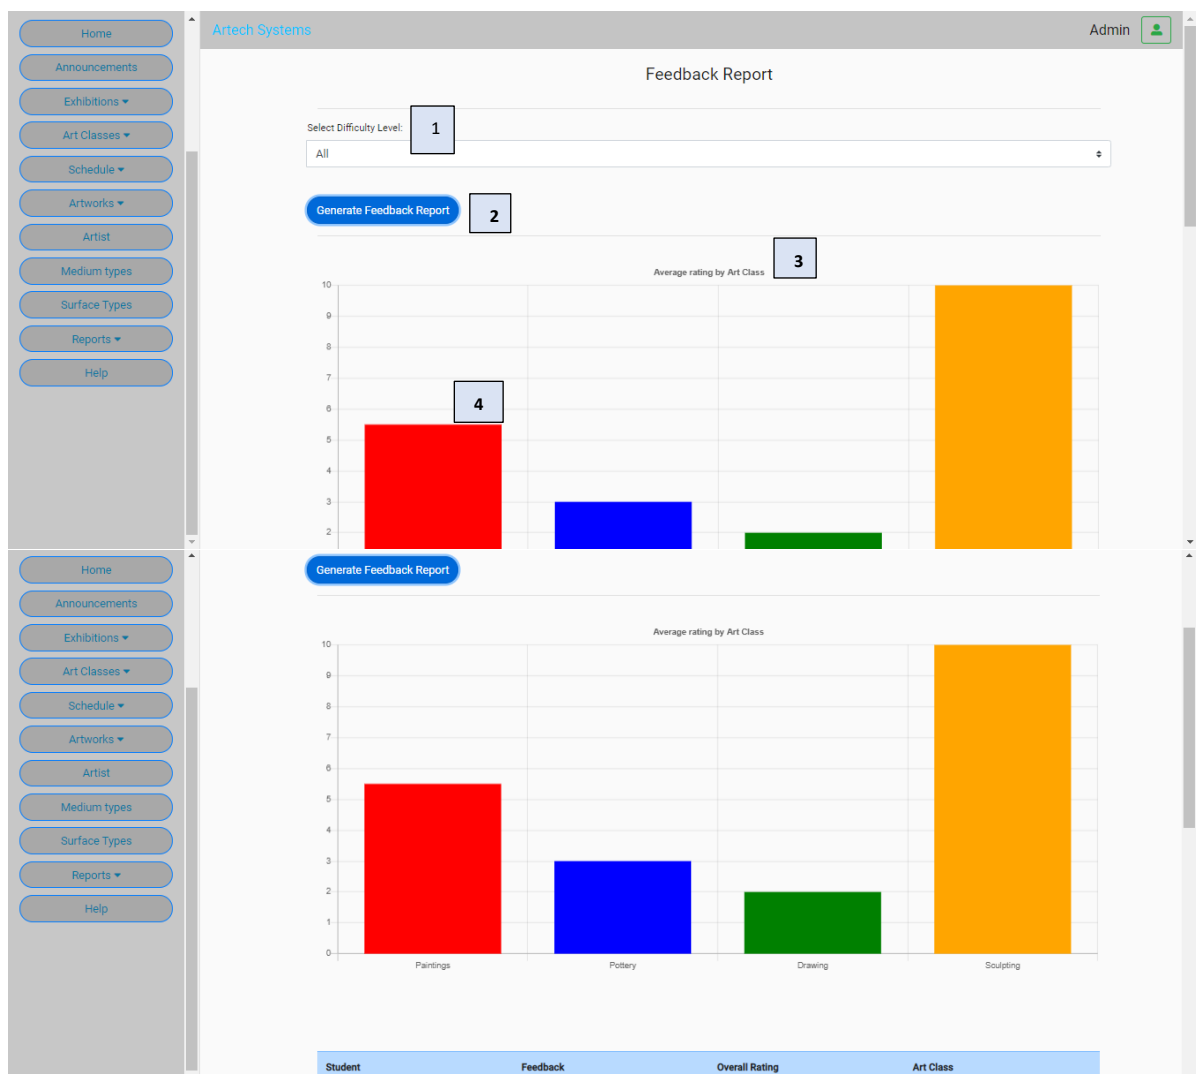 Home
Artech Systems
Admin
Announcements
Feedback Report
Exhibitions
Select Difficulty Level:
1
Art Classes
All
Schedule
Artworks
Generate Feedback Report
2
Artist
Medium types
Average rating by Art Class
3
Surface Types
Reports
Help
10
9
8
7
6
5
4
3
2
4
Home
Generate Feedback Report
Announcements
Exhibitions
Average rating by Art Class
Art Classes
Schedule
Artworks
Artist
Medium types
Surface Types
Reports
Help
10
9
8
7
6
5
4
3
2
1
0
Paintings Pottery Drawing Sculpting
Student Feedback Overall Rating Art Class